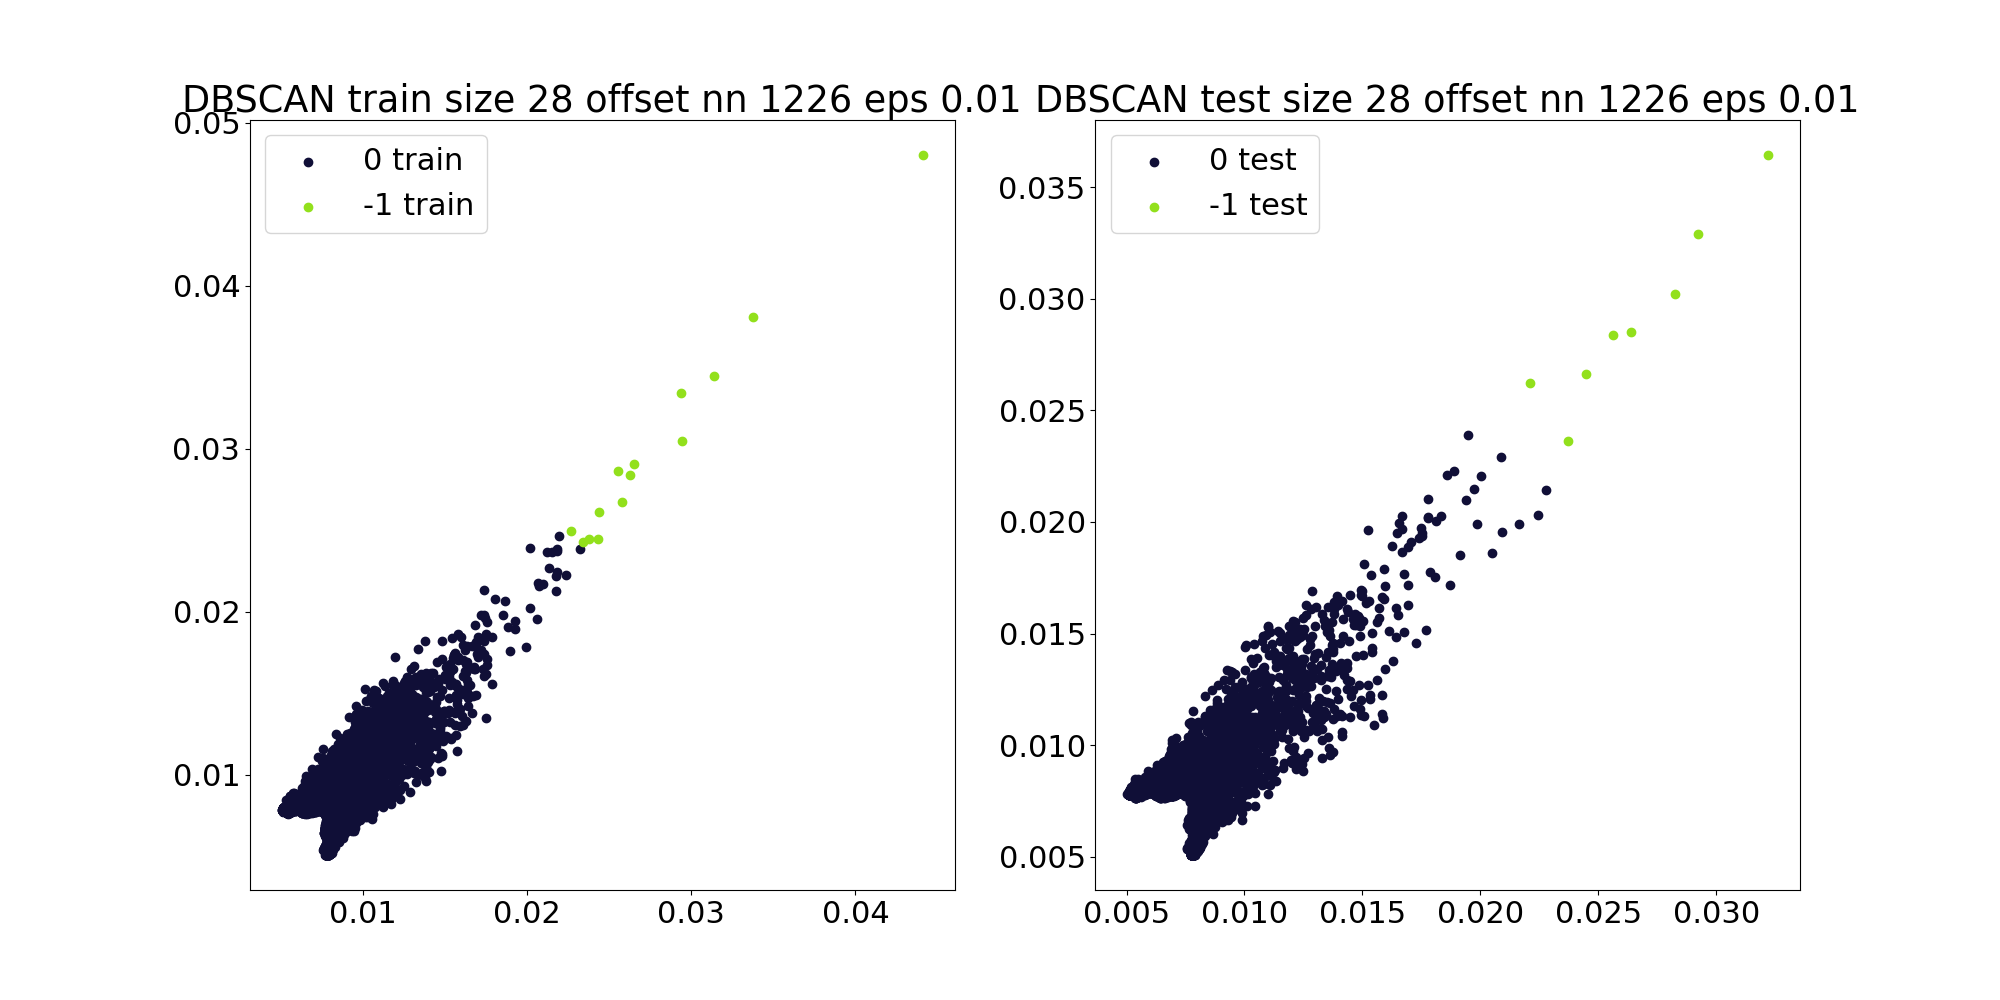 DBSCAN train size 28 offset nn 1226 eps 0.01
0 train
-1 train
0.05
0.04
0.03
0.02
0.01
0.01 0.02 0.03 0.04
DBSCAN test size 28 offset nn 1226 eps 0.01
0 test
-1 test
0.035
0.030
0.025
0.020
0.015
0.010
0.005
0.005 0.010 0.015 0.020 0.025 0.030